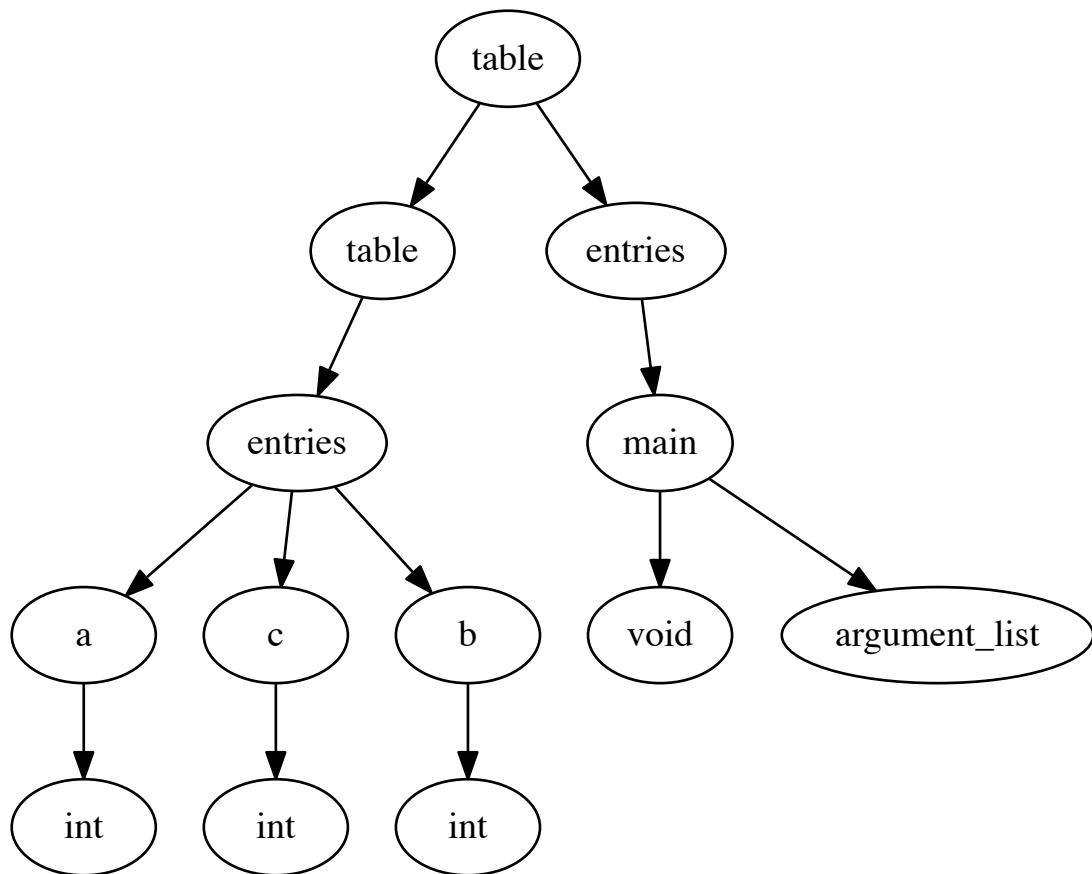 table
table
entries
entries
main
a
c
b
void
argument_list
int
int
int